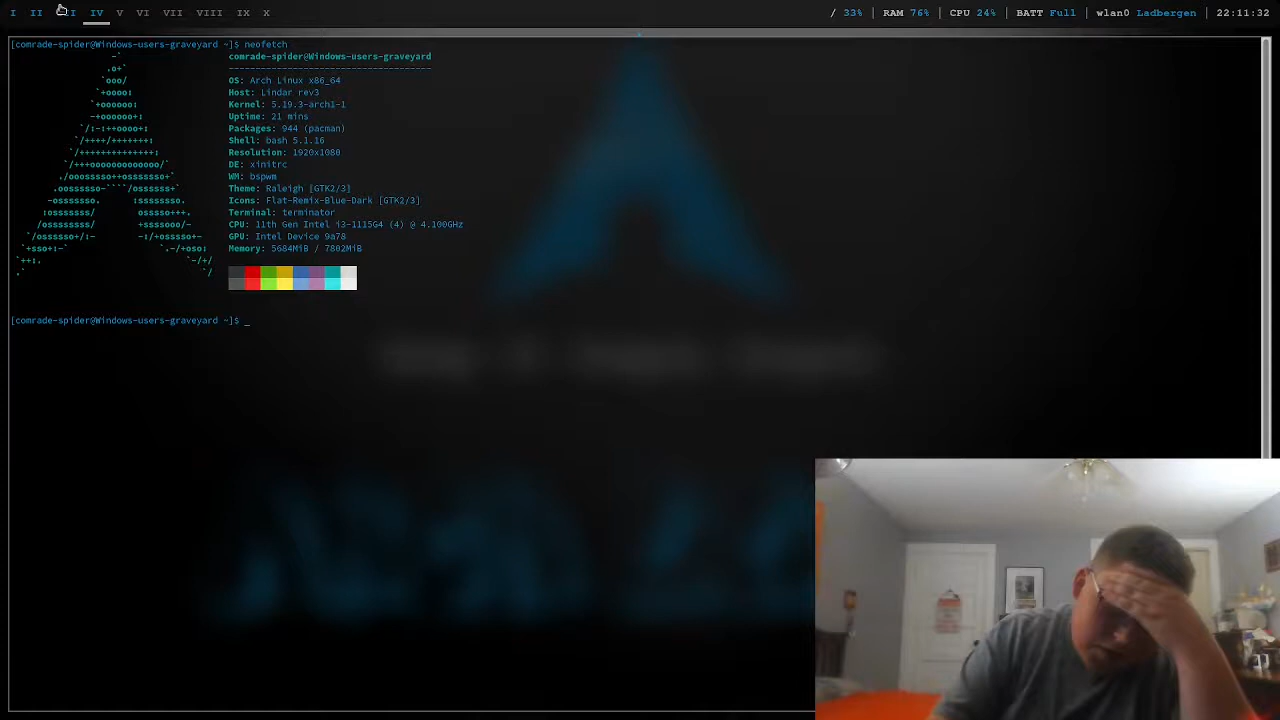 I II III IV V VI VII VIII IX X / 33% | RAM 76% | CPU 24% | BATT Full | wlan0 Ladbergen | 22:11:32
[comrade-spider@Windows-users-graveyard ~]$ neofetch
comrade-spider@Windows-users-graveyard
--------------------------------------
OS: Arch Linux x86_64
Host: Lindar rev3
Kernel: 5.19.3-arch1-1
Uptime: 21 mins
Packages: 944 (pacman)
Shell: bash 5.1.16
Resolution: 1920x1080
DE: xinitrc
WM: bspwm
Theme: Raleigh [GTK2/3]
Icons: Flat-Remix-Blue-Dark [GTK2/3]
Terminal: terminator
CPU: 11th Gen Intel i3-1115G4 (4) @ 4.100GHz
GPU: Intel Device 9a78
Memory: 5684MiB / 7802MiB
[comrade-spider@Windows-users-graveyard ~]$ _